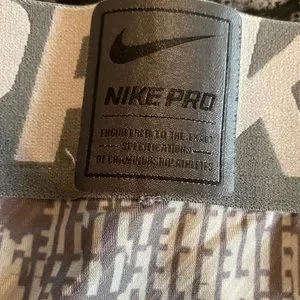 NIKE PRO
ENGINEERED TO THE EXACT
SPECIFICATIONS
OF CHAMPIONSHIP ATHLETES